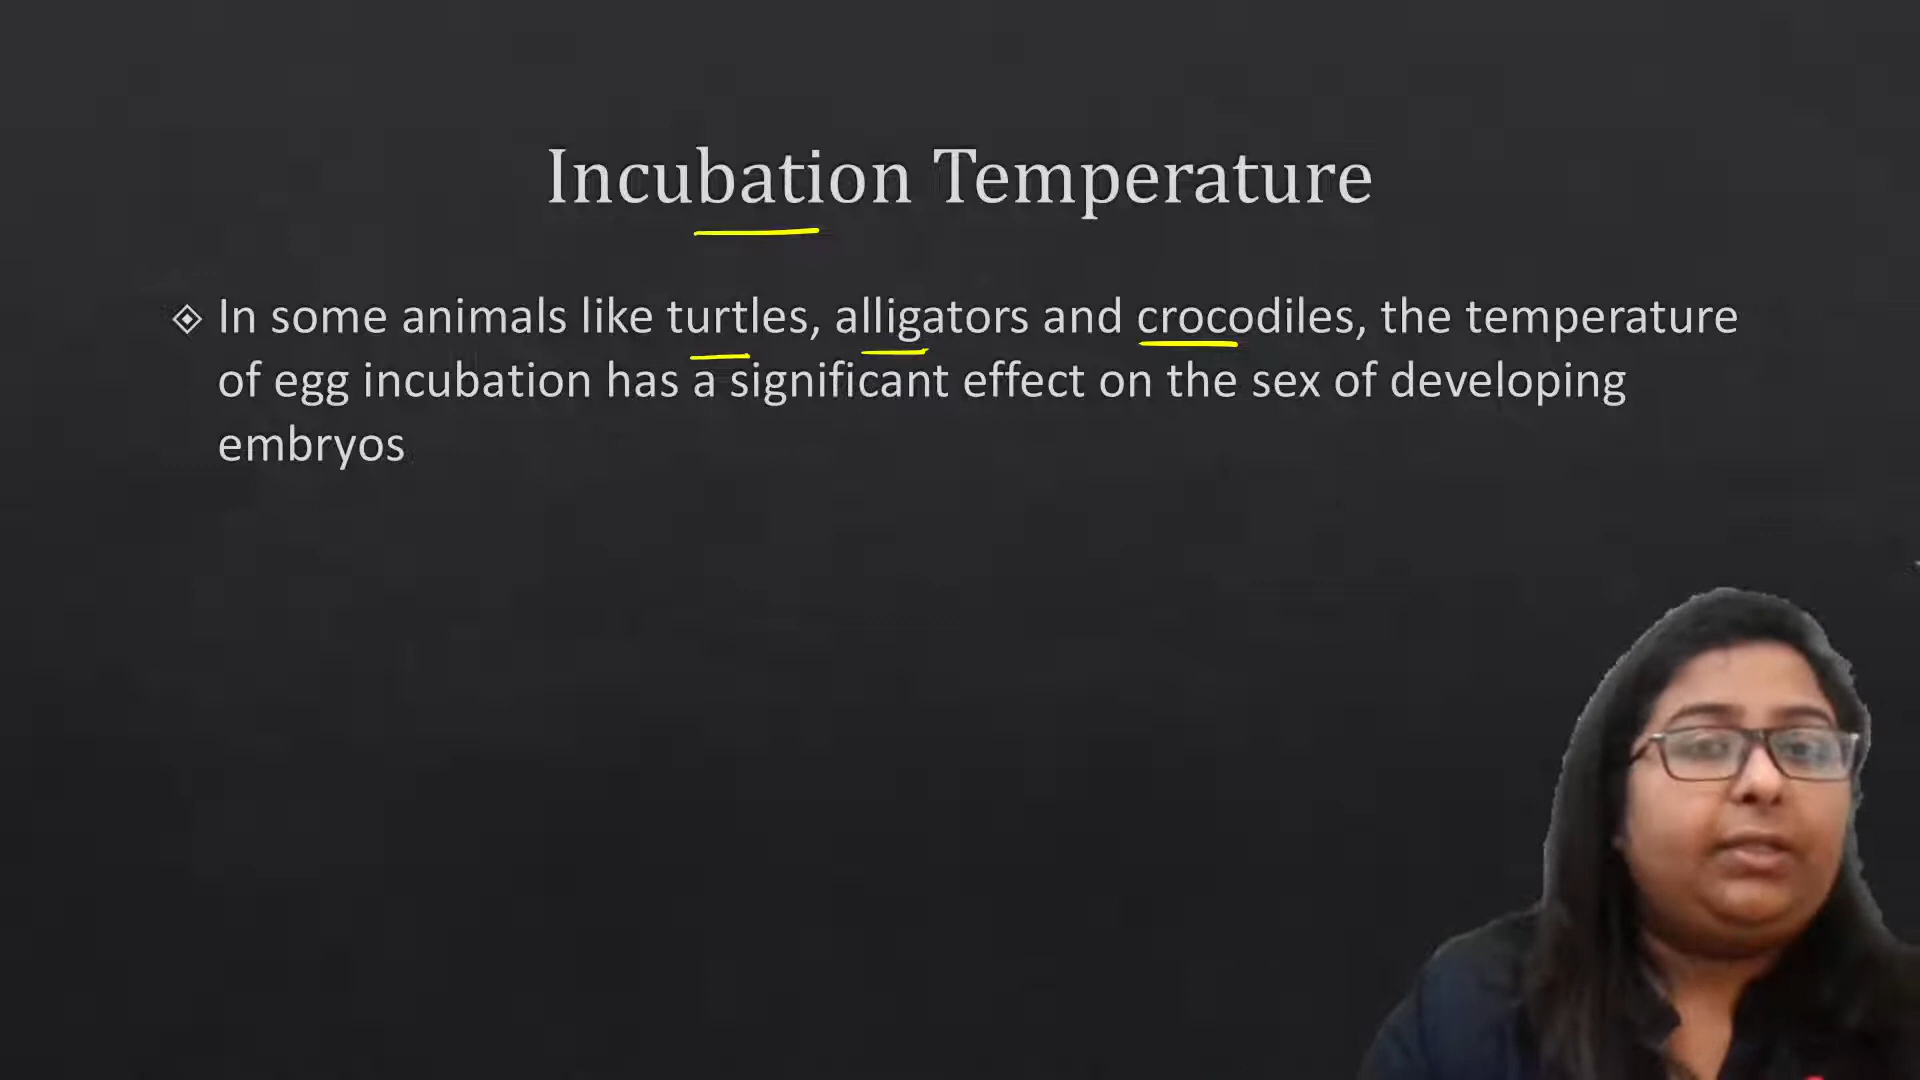 Incubation Temperature
In some animals like turtles, alligators and crocodiles, the temperature
of egg incubation has a significant effect on the sex of developing
embryos